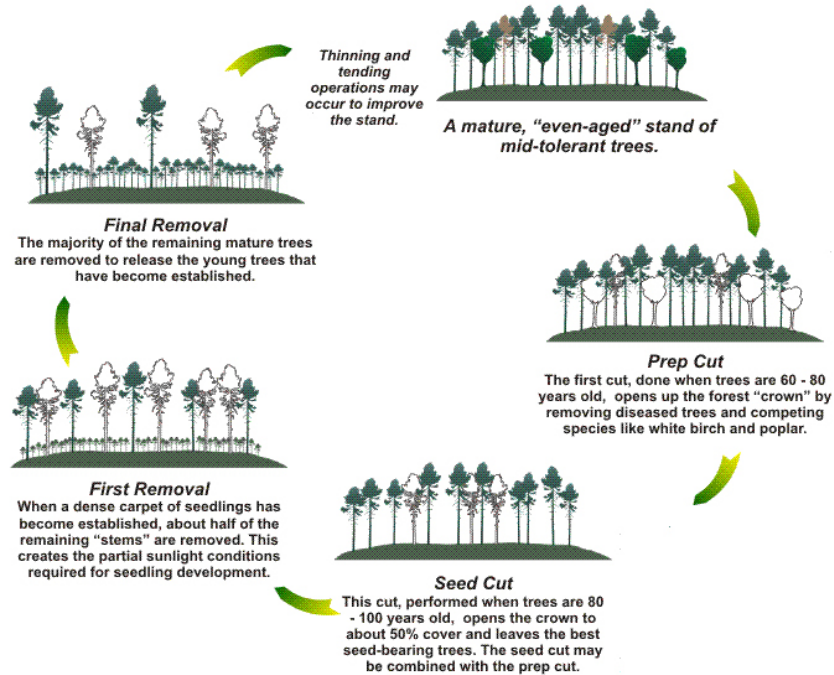 Thinning and
tending
operations may
occur to improve
the stand.
A mature, “even-aged” stand of
mid-tolerant trees.
Prep Cut
The first cut, done when trees are 60 - 80
years old, opens up the forest “crown” by
removing diseased trees and competing
species like white birch and poplar.
Seed Cut
This cut, performed when trees are 80
- 100 years old, opens the crown to
about 50% cover and leaves the best
seed-bearing trees. The seed cut may
be combined with the prep cut.
First Removal
When a dense carpet of seedlings has
become established, about half of the
remaining “stems” are removed. This
creates the partial sunlight conditions
required for seedling development.
Final Removal
The majority of the remaining mature trees
are removed to release the young trees that
have become established.